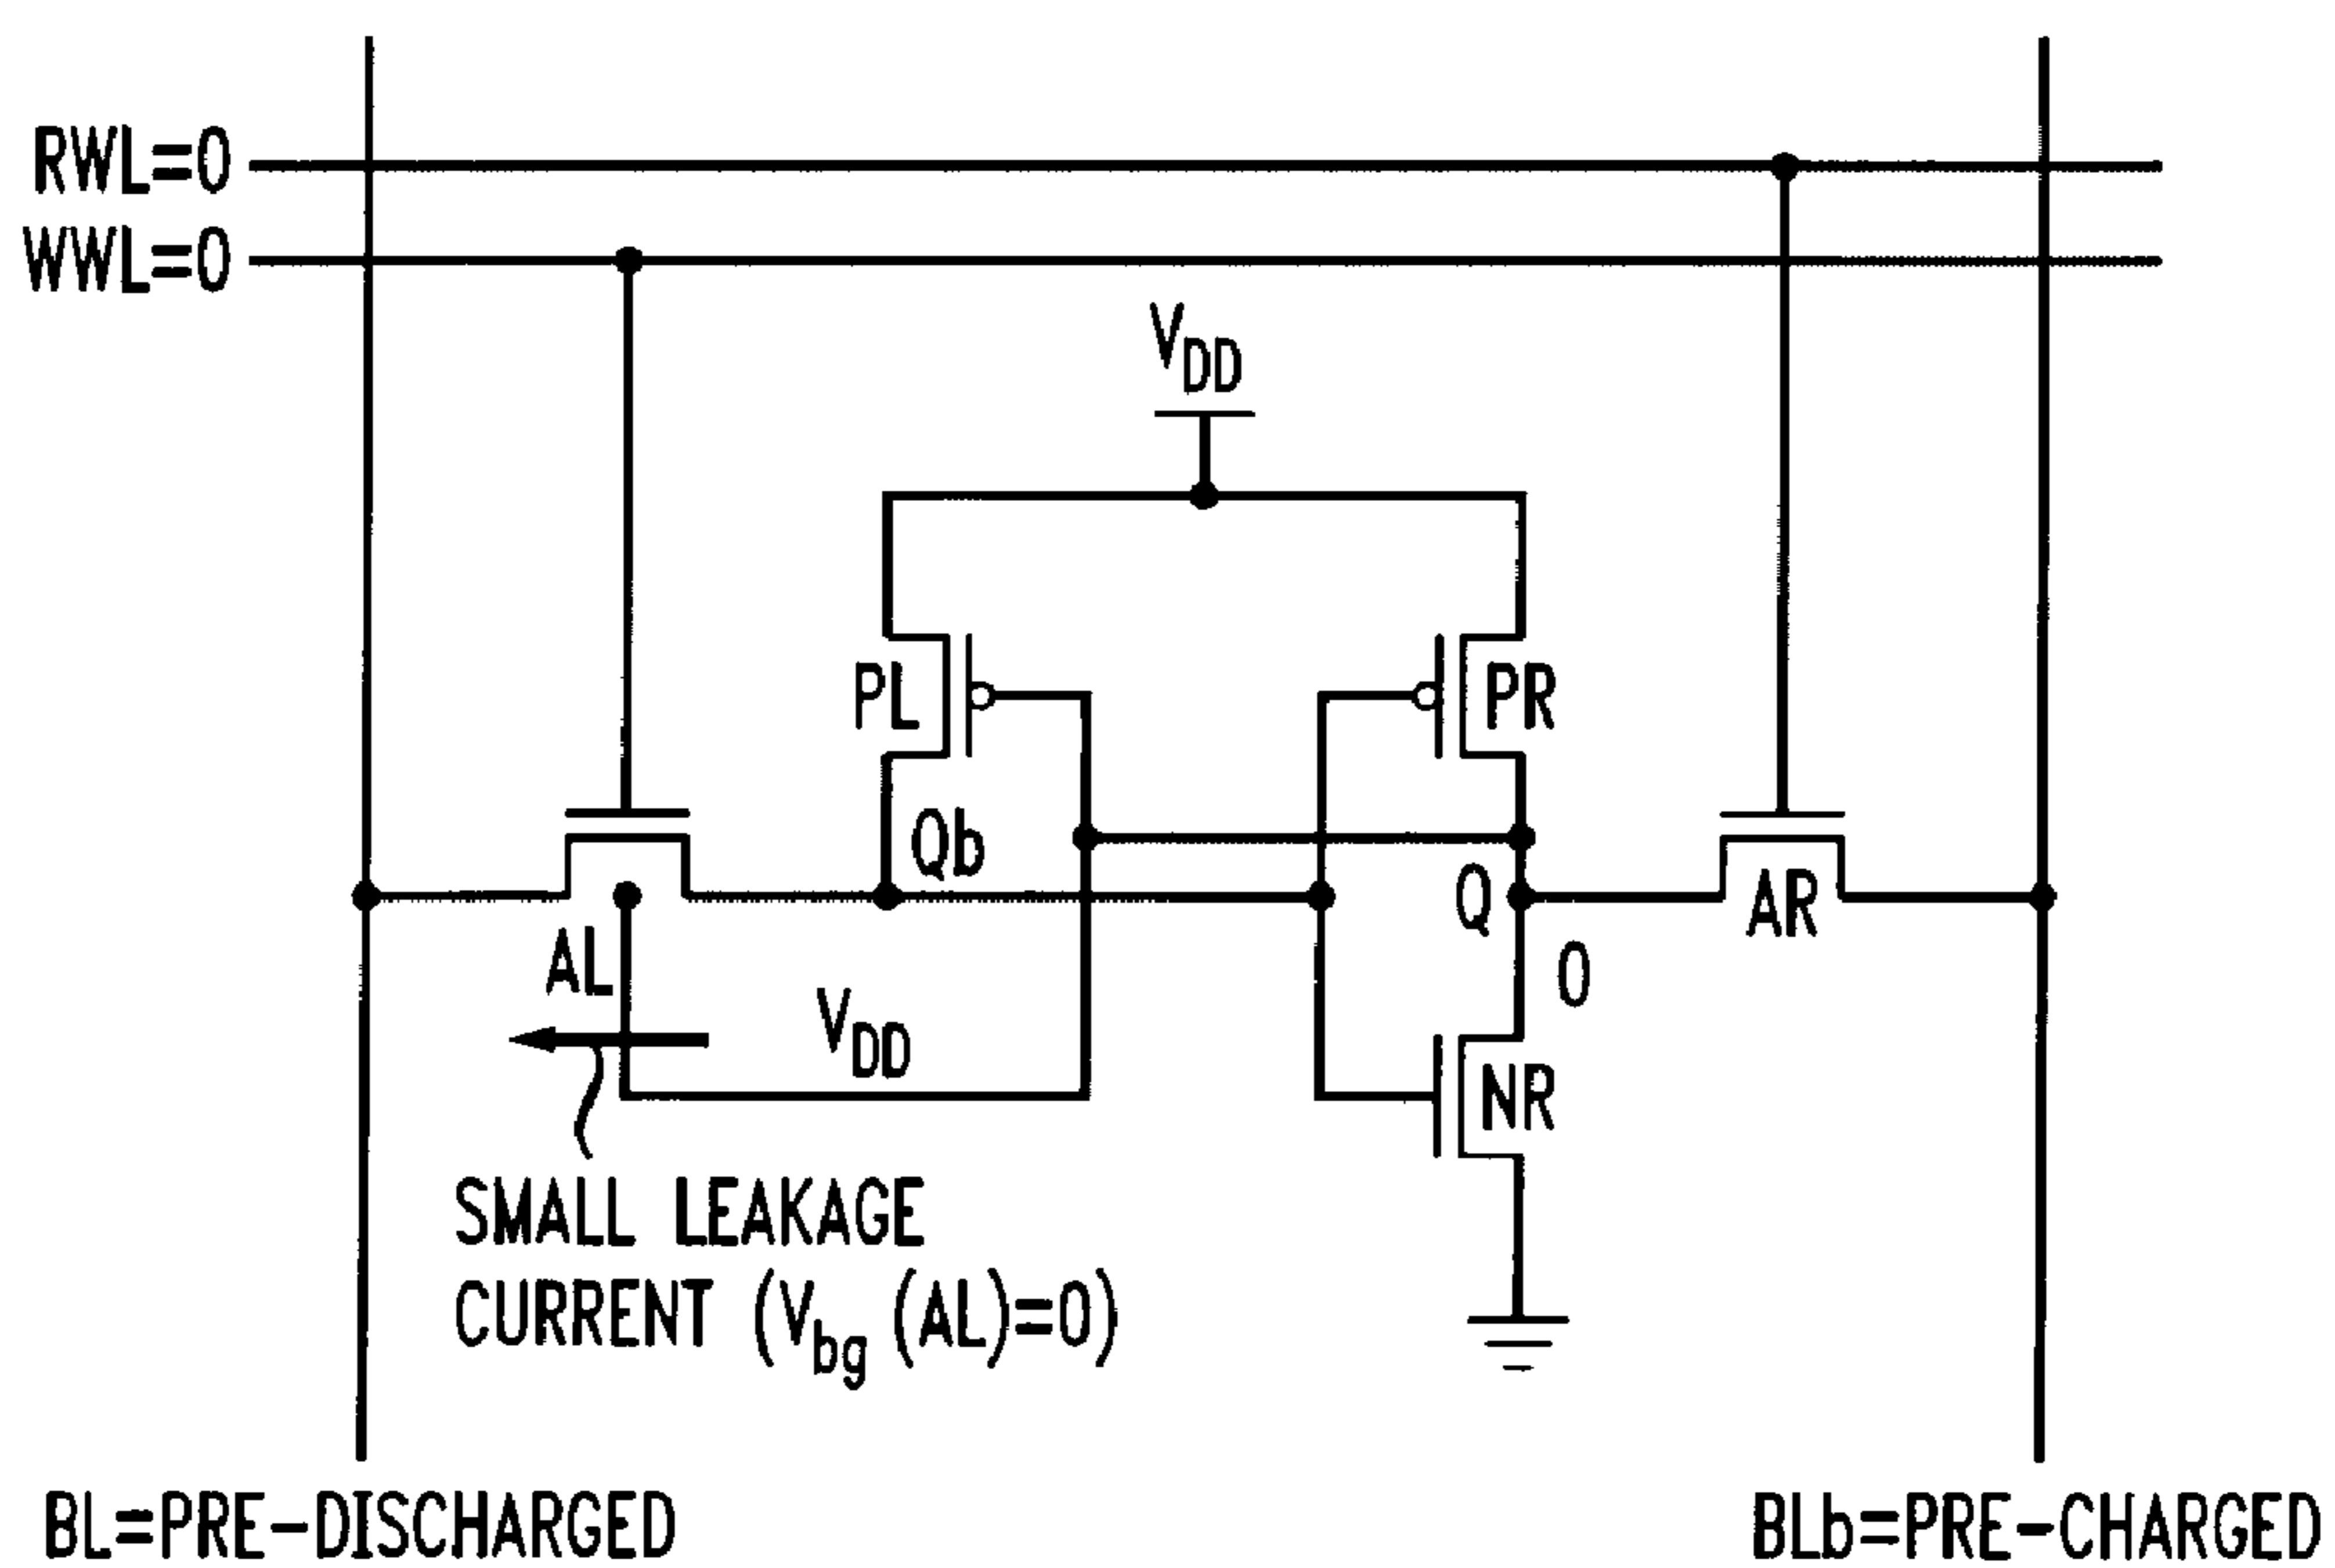 RWL=0
WWL=0
VDD
PL
PR
Qb
Q
AR
AL
0
VDD
NR
SMALL LEAKAGE
CURRENT (Vbg (AL)=0)
BL=PRE-DISCHARGED
BLb=PRE-CHARGED